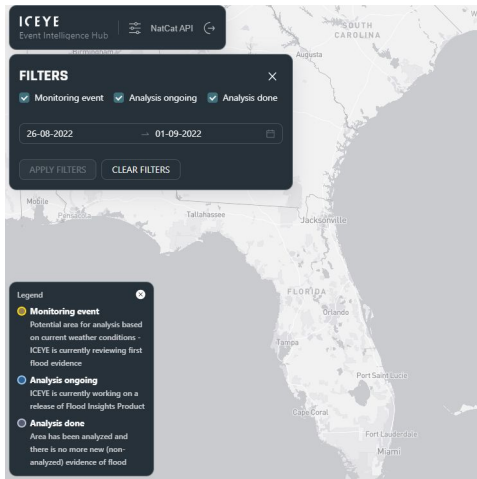 ICEYE
Event Intelligence Hub
NatCat API
SOUTH
CAROLINA
Birmingham
Augusta
FILTERS
Monitoring event
Analysis ongoing
Analysis done
26-08-2022 → 01-09-2022
APPLY FILTERS
CLEAR FILTERS
Mobile
Pensacola
Tallahassee
Jacksonville
FLORIDA
Orlando
Tampa
Port Saint Lucie
Cape Coral
Fort Lauderdale
Miami
Legend
Monitoring event
Potential area for analysis based
on current weather conditions -
ICEYE is currently reviewing first
flood evidence
Analysis ongoing
ICEYE is currently working on a
release of Flood Insights Product
Analysis done
Area has been analyzed and
there is no more new (non-
analyzed) evidence of flood